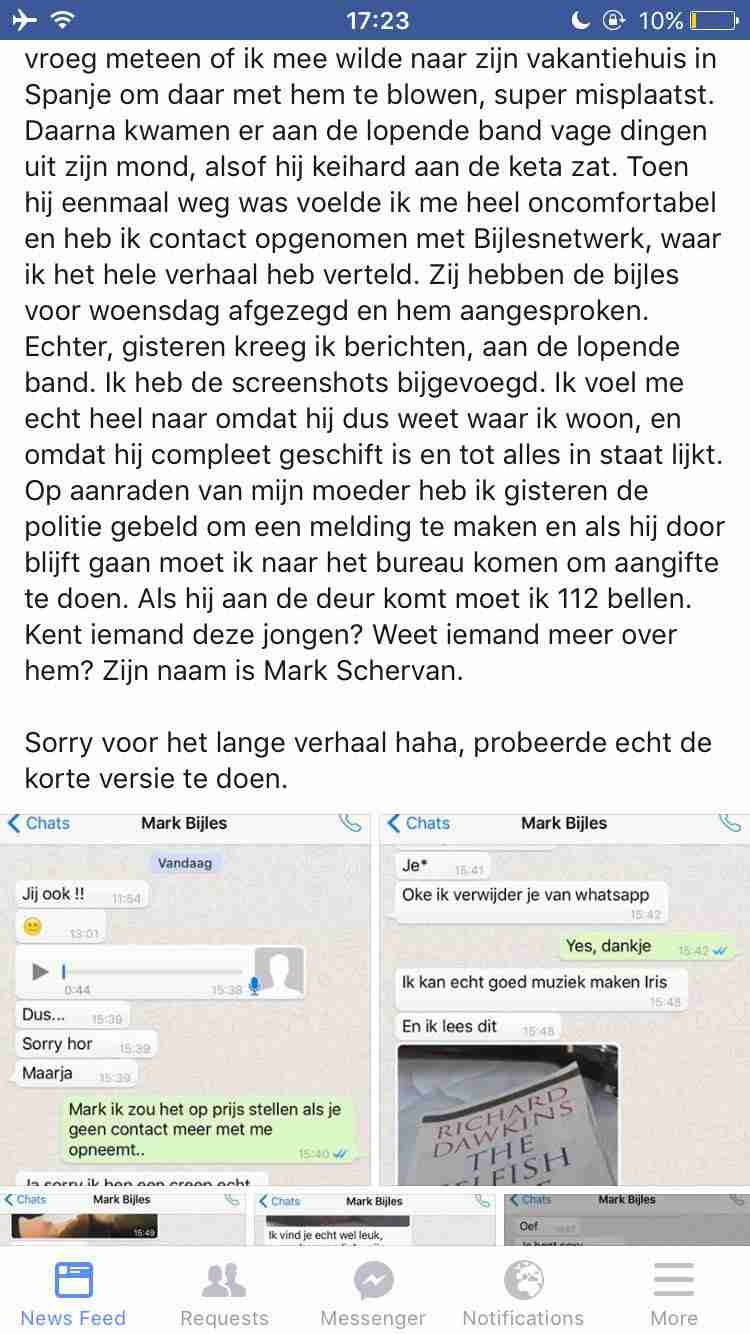 17:23
10%
vroeg meteen of ik mee wilde naar zijn vakantiehuis in
Spanje om daar met hem te blowen, super misplaatst.
Daarna kwamen er aan de lopende band vage dingen
uit zijn mond, alsof hij keihard aan de keta zat. Toen
hij eenmaal weg was voelde ik me heel oncomfortabel
en heb ik contact opgenomen met Bijlesnetwerk, waar
ik het hele verhaal heb verteld. Zij hebben de bijles
voor woensdag afgezegd en hem aangesproken.
Echter, gisteren kreeg ik berichten, aan de lopende
band. Ik heb de screenshots bijgevoegd. Ik voel me
echt heel naar omdat hij dus weet waar ik woon, en
omdat hij compleet geschift is en tot alles in staat lijkt.
Op aanraden van mijn moeder heb ik gisteren de
politie gebeld om een melding te maken en als hij door
blijft gaan moet ik naar het bureau komen om aangifte
te doen. Als hij aan de deur komt moet ik 112 bellen.
Kent iemand deze jongen? Weet iemand meer over
hem? Zijn naam is Mark Schervan.
Sorry voor het lange verhaal haha, probeerde echt de
korte versie te doen.
Chats Mark Bijles
Vandaag
Jij ook !! 11:54
13:01
0:44 15:38
Dus... 15:39
Sorry hor 15:39
Maarja 15:39
Mark ik zou het op prijs stellen als je
geen contact meer met me
opneemt.. 15:40
Ja sorry ik ben een creep echt
Chats Mark Bijles
Je* 15:41
Oke ik verwijder je van whatsapp
15:42
Yes, dankje 15:42
Ik kan echt goed muziek maken Iris
15:48
En ik lees dit 15:48
RICHARD
DAWKINS
THE
ELFISH
Chats Mark Bijles
15:49
Chats Mark Bijles
Ik vind je echt wel leuk,
Chats Mark Bijles
Oef
Je bent sexy
News Feed Requests Messenger Notifications More